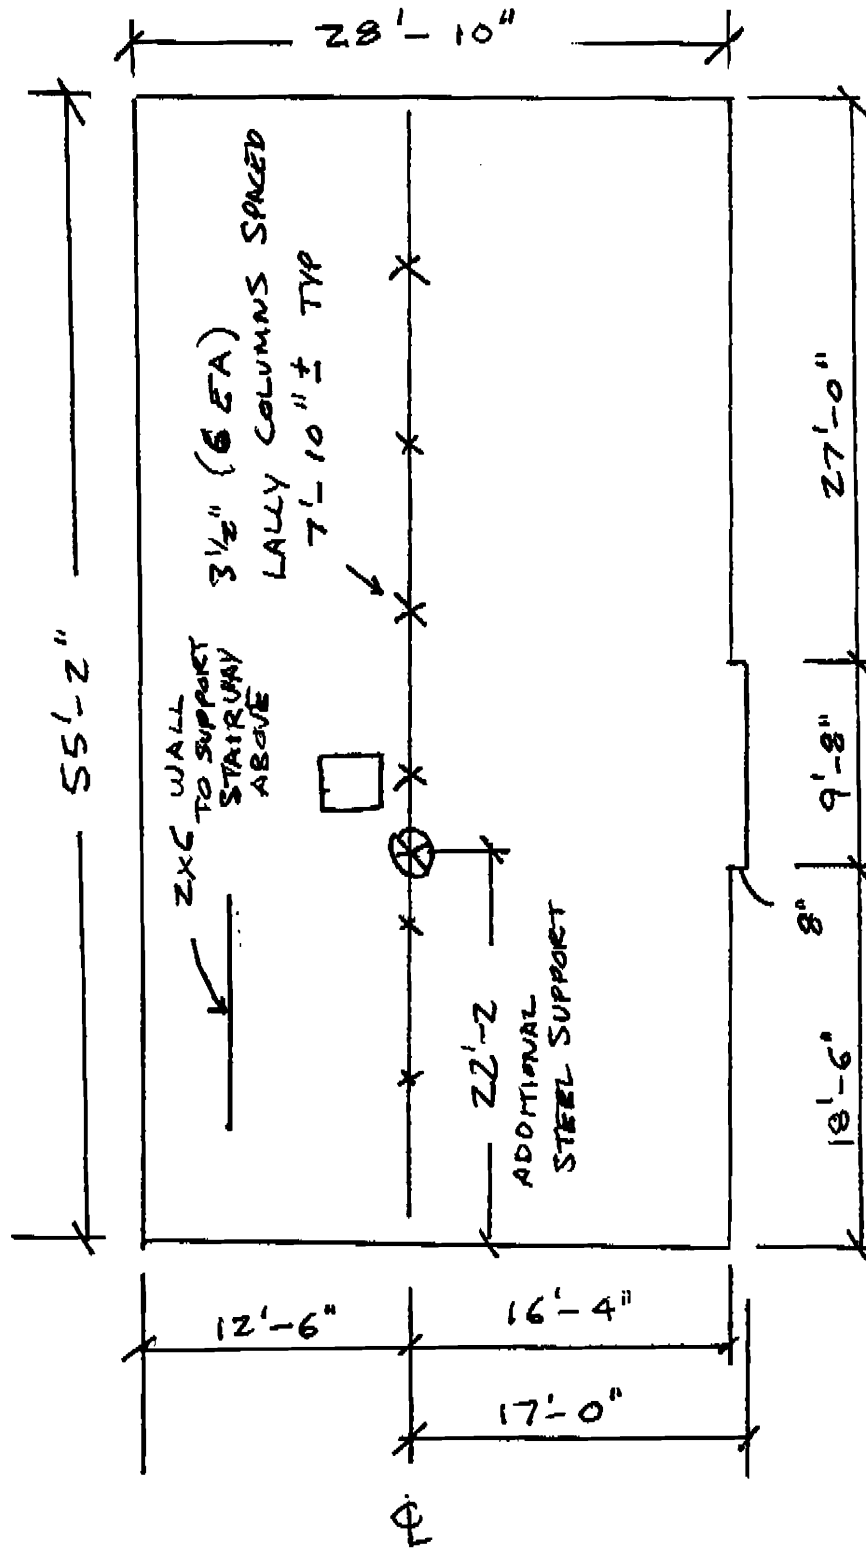 28'-10"
55'-2"
3½" (6 EA)
LALLY COLUMNS SPACED
7'-10" ± TYP
2x6 WALL
TO SUPPORT
STAIRWAY
ABOVE
22'-2
ADDITIONAL
STEEL SUPPORT
27'-0"
9'-8"
8"
18'-6"
12'-6"
16'-4"
17'-0"